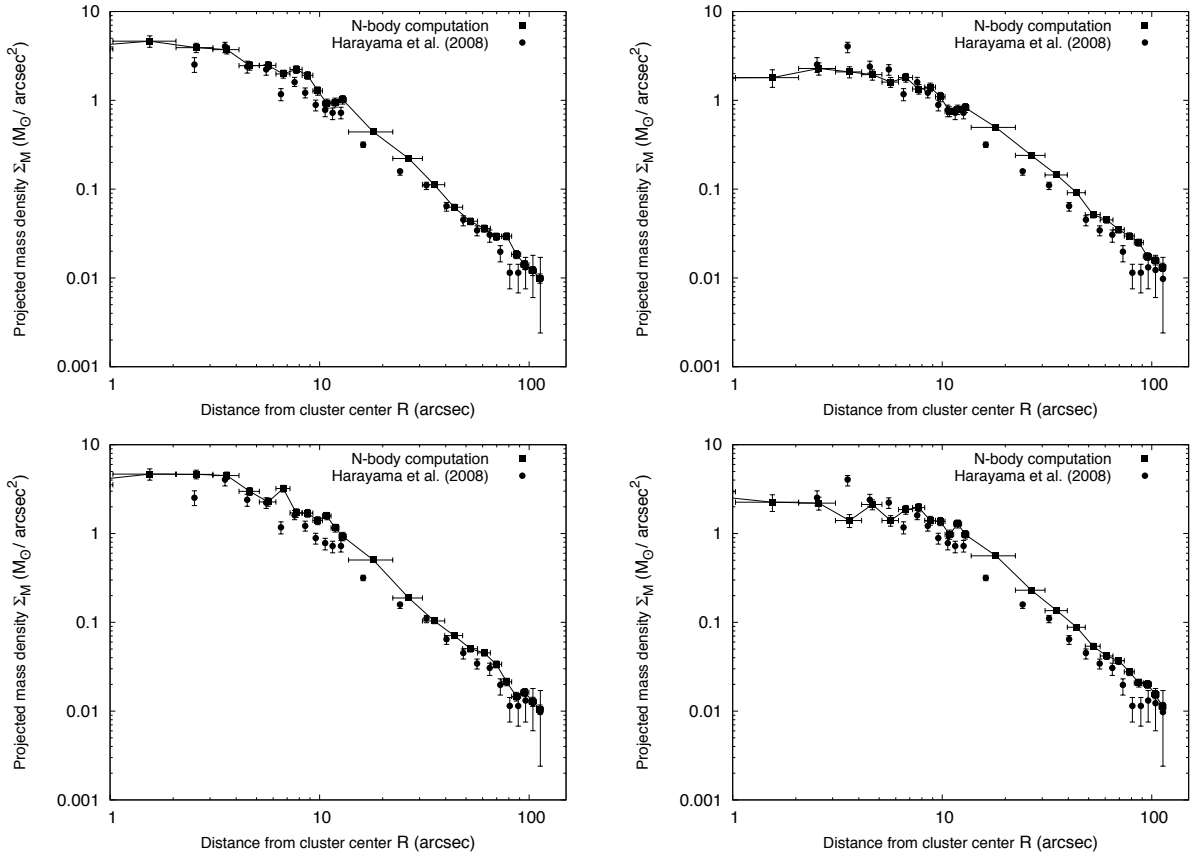 10
1
0.1
0.01
0.001
Projected mass density Σ_M (M_⊙/ arcsec²)
N-body computation
Harayama et al. (2008)
1 10 100
Distance from cluster center R (arcsec)
10
1
0.1
0.01
0.001
Projected mass density Σ_M (M_⊙/ arcsec²)
N-body computation
Harayama et al. (2008)
1 10 100
Distance from cluster center R (arcsec)
10
1
0.1
0.01
0.001
Projected mass density Σ_M (M_⊙/ arcsec²)
N-body computation
Harayama et al. (2008)
1 10 100
Distance from cluster center R (arcsec)
10
1
0.1
0.01
0.001
Projected mass density Σ_M (M_⊙/ arcsec²)
N-body computation
Harayama et al. (2008)
1 10 100
Distance from cluster center R (arcsec)